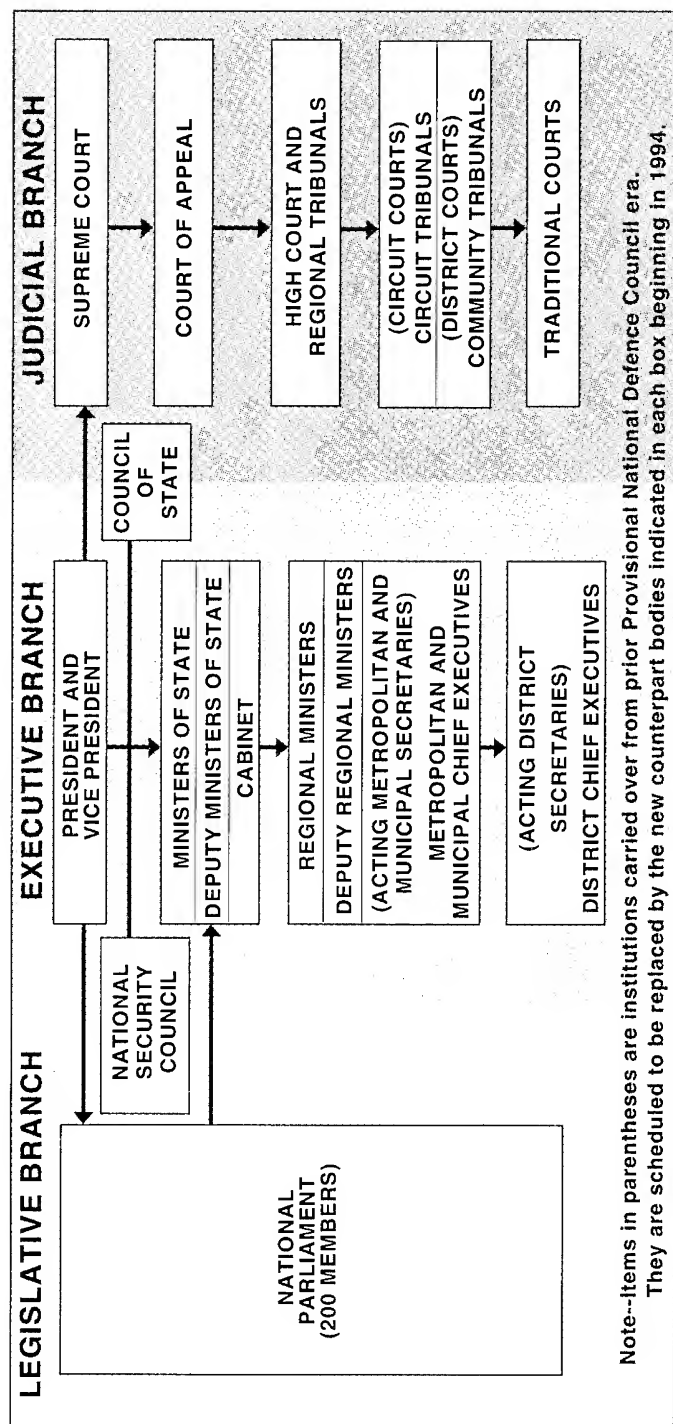 LEGISLATIVE BRANCH
NATIONAL
PARLIAMENT
(200 MEMBERS)
NATIONAL
SECURITY
COUNCIL
EXECUTIVE BRANCH
PRESIDENT AND
VICE PRESIDENT
COUNCIL
OF
STATE
MINISTERS OF STATE
DEPUTY MINISTERS OF STATE
CABINET
REGIONAL MINISTERS
DEPUTY REGIONAL MINISTERS
(ACTING METROPOLITAN AND
MUNICIPAL SECRETARIES)
METROPOLITAN AND
MUNICIPAL CHIEF EXECUTIVES
(ACTING DISTRICT
SECRETARIES)
DISTRICT CHIEF EXECUTIVES
JUDICIAL BRANCH
SUPREME COURT
COURT OF APPEAL
HIGH COURT AND
REGIONAL TRIBUNALS
(CIRCUIT COURTS)
CIRCUIT TRIBUNALS
(DISTRICT COURTS)
COMMUNITY TRIBUNALS
TRADITIONAL COURTS
Note--Items in parentheses are institutions carried over from prior Provisional National Defence Council era.
They are scheduled to be replaced by the new counterpart bodies indicated in each box beginning in 1994.